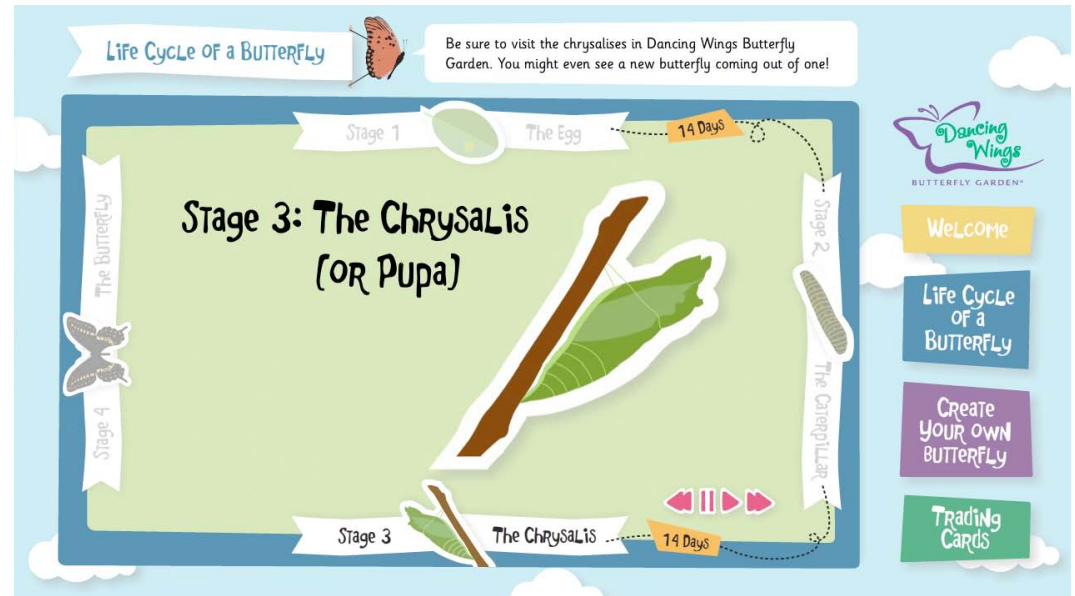 Life Cycle of a Butterfly
Be sure to visit the chrysalises in Dancing Wings Butterfly
Garden. You might even see a new butterfly coming out of one!
Stage 1
The Egg
14 Days
Dancing
Wings
BUTTERFLY GARDEN®
Stage 3: The Chrysalis
(or Pupa)
Stage 2
The Caterpillar
Stage 4
The Butterfly
Stage 3
The Chrysalis
14 Days
Welcome
Life Cycle
of a
Butterfly
Create
Your Own
Butterfly
Trading
Cards